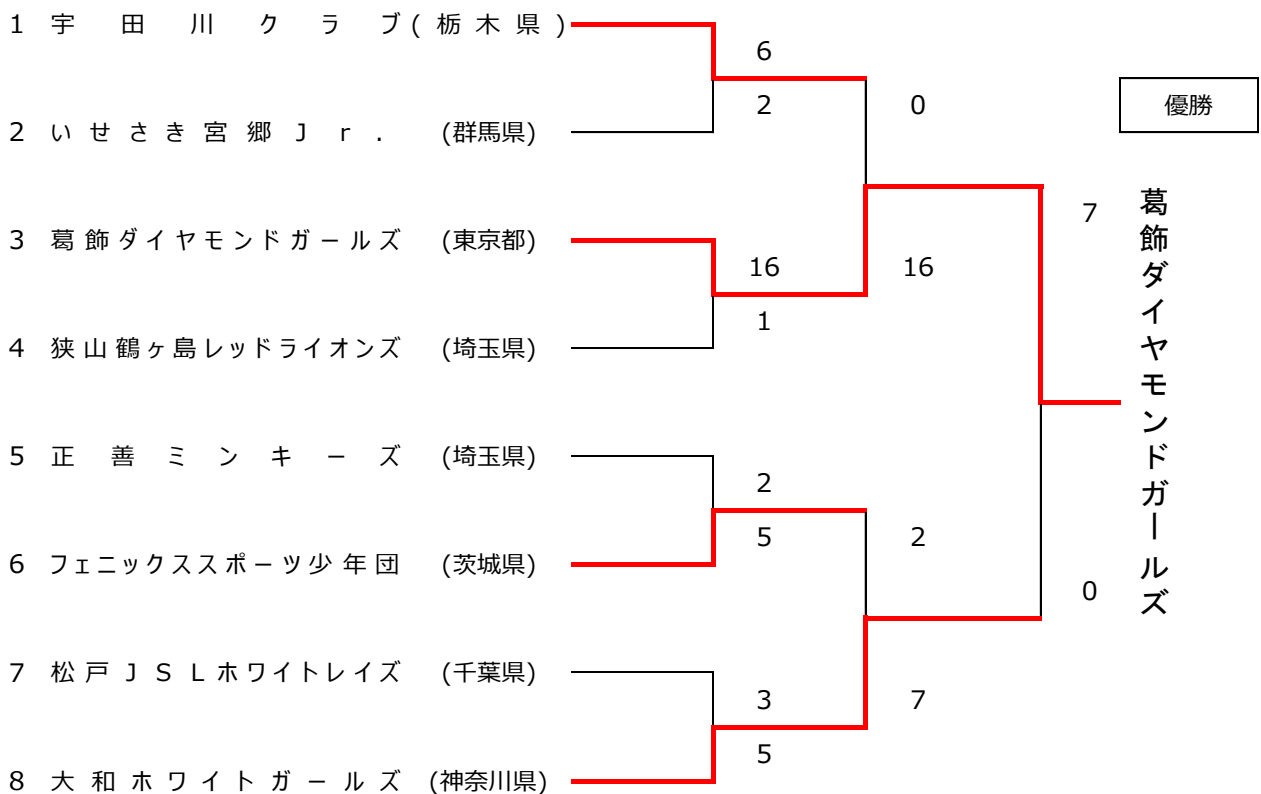 1 宇田川クラブ(栃木県)
6
2
0
優勝
2 いせさき宮郷Jr. (群馬県)
7
葛飾ダイヤモンドガールズ
3 葛飾ダイヤモンドガールズ (東京都)
16
16
1
4 狭山鶴ヶ島レッドライオンズ (埼玉県)
5 正善ミンキーズ (埼玉県)
2
5
2
6 フェニックススポーツ少年団 (茨城県)
0
7 松戸JSLホワイトレイズ (千葉県)
3
7
5
8 大和ホワイトガールズ (神奈川県)